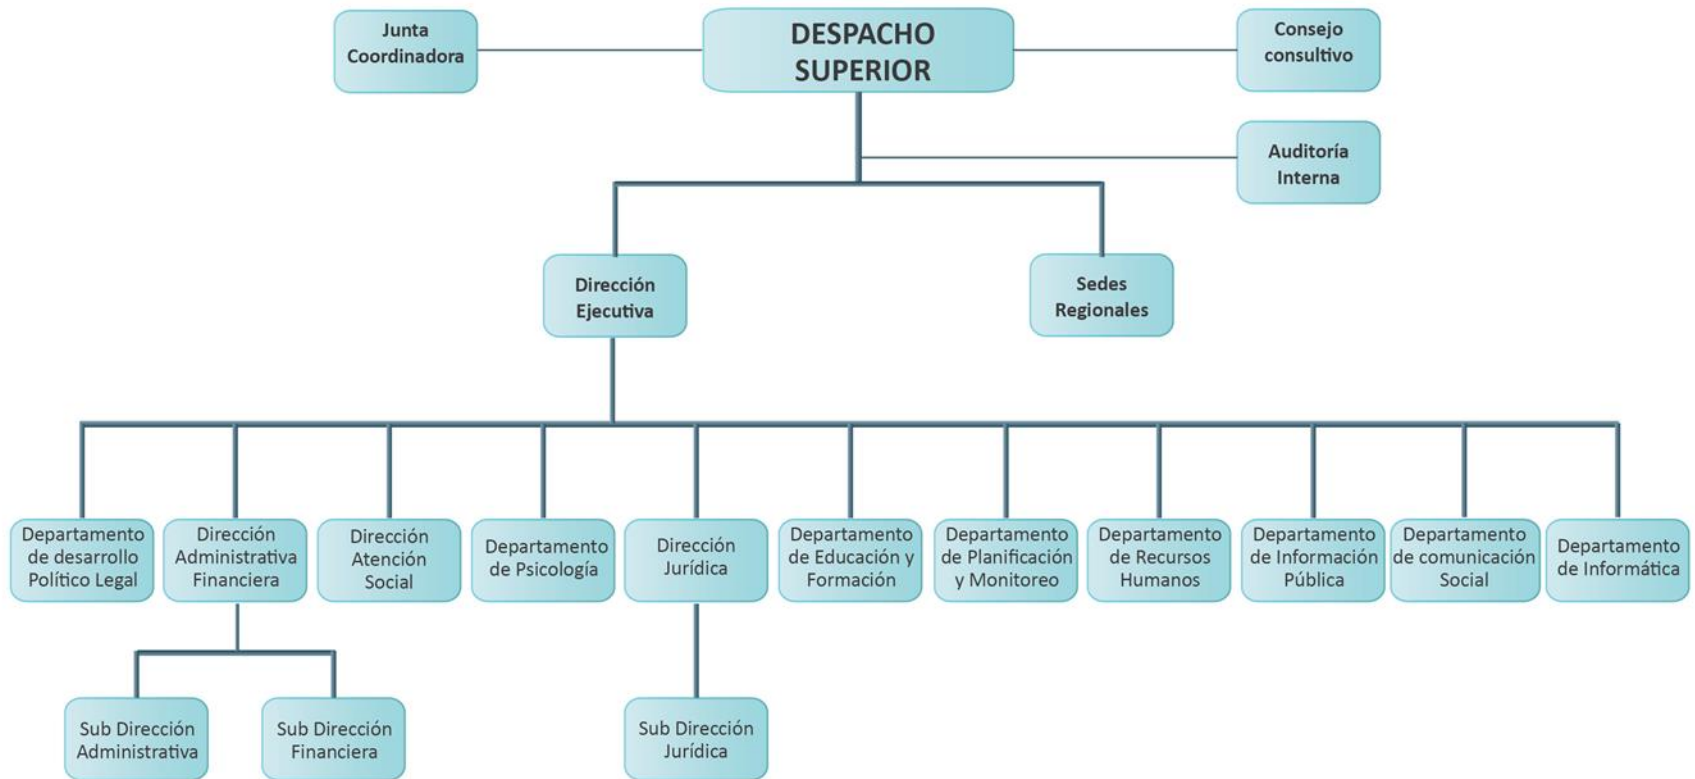 Junta
Coordinadora
DESPACHO
SUPERIOR
Consejo
consultivo
Auditoría
Interna
Dirección
Ejecutiva
Sedes
Regionales
Departamento
de desarrollo
Político Legal
Dirección
Administrativa
Financiera
Dirección
Atención
Social
Departamento
de Psicología
Dirección
Jurídica
Departamento
de Educación y
Formación
Departamento
de Planificación
y Monitoreo
Departamento
de Recursos
Humanos
Departamento
de Información
Pública
Departamento
de comunicación
Social
Departamento
de Informática
Sub Dirección
Administrativa
Sub Dirección
Financiera
Sub Dirección
Jurídica